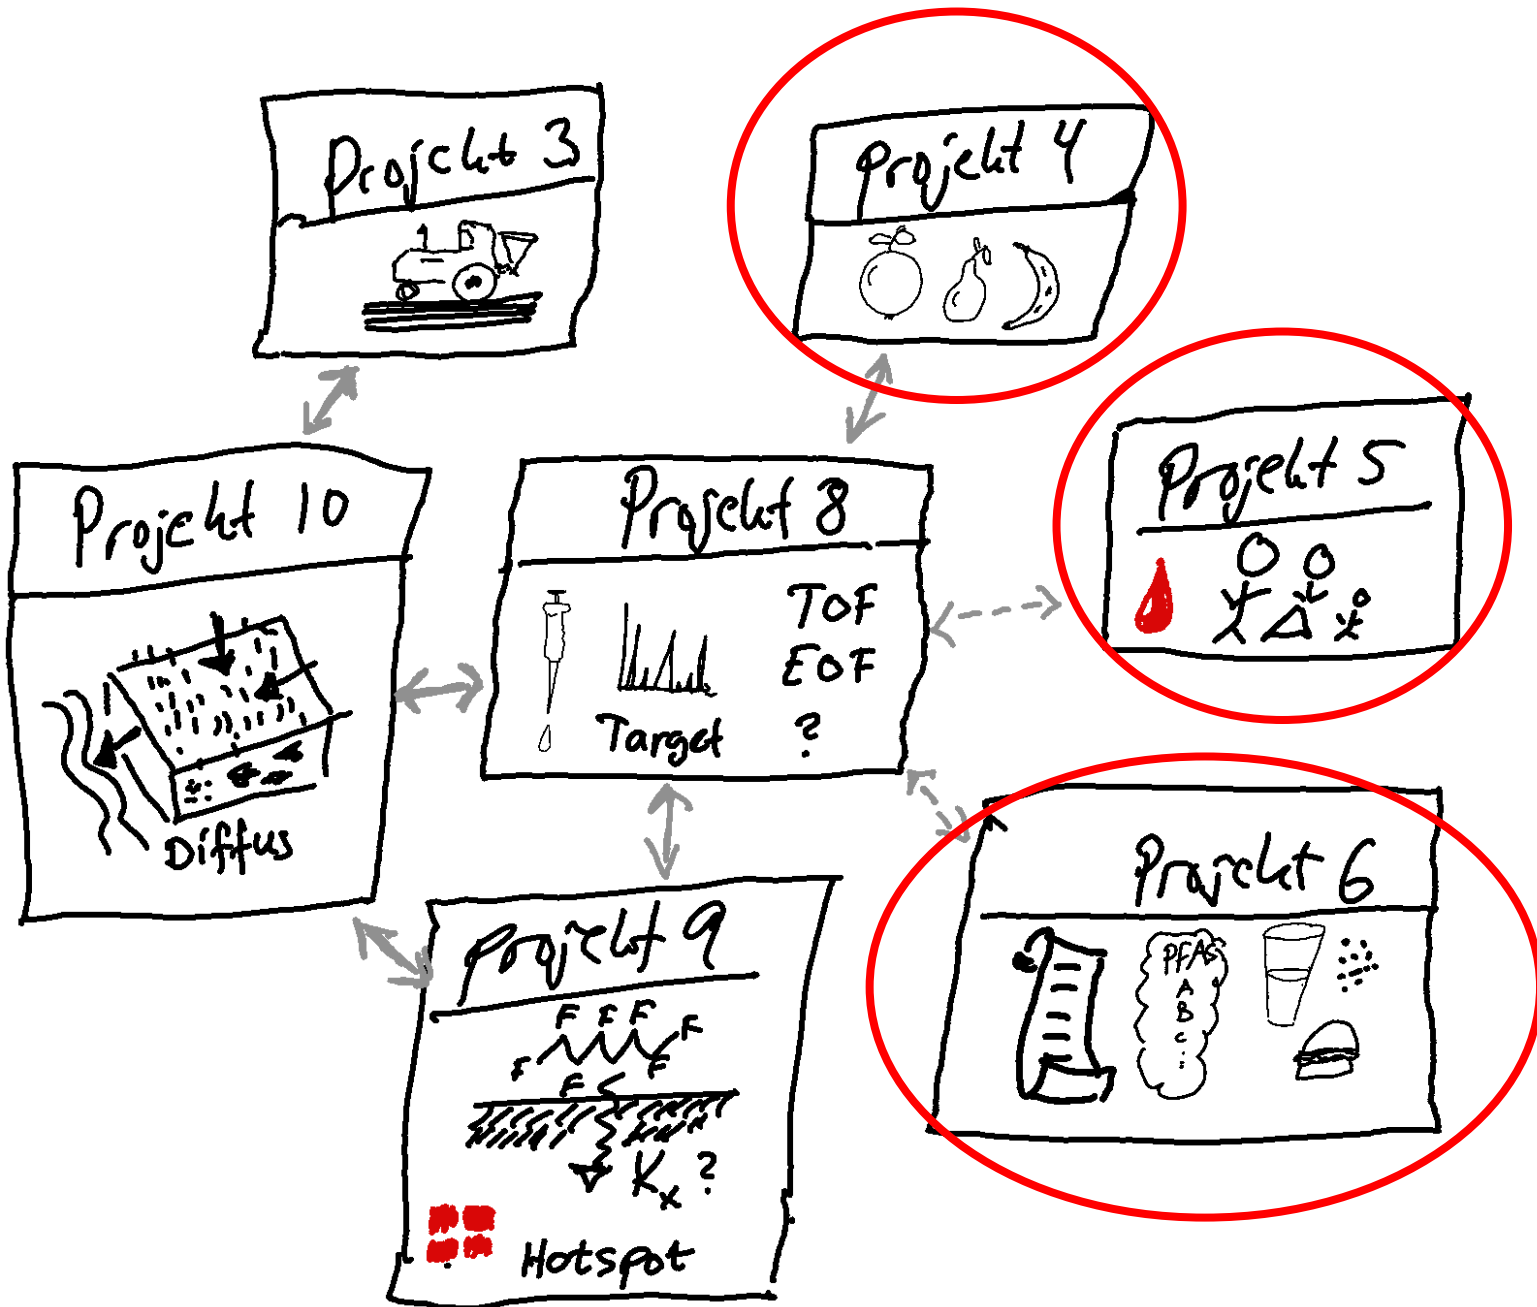 Projekt 3
Projekt 4
Projekt 5
Projekt 10
Diffus
Projekt 8
TOF
EOF
Target ?
Projekt 6
PFAS
A
B
C
:
Projekt 9
F F F F
F F
F
Kx ?
Hotspot